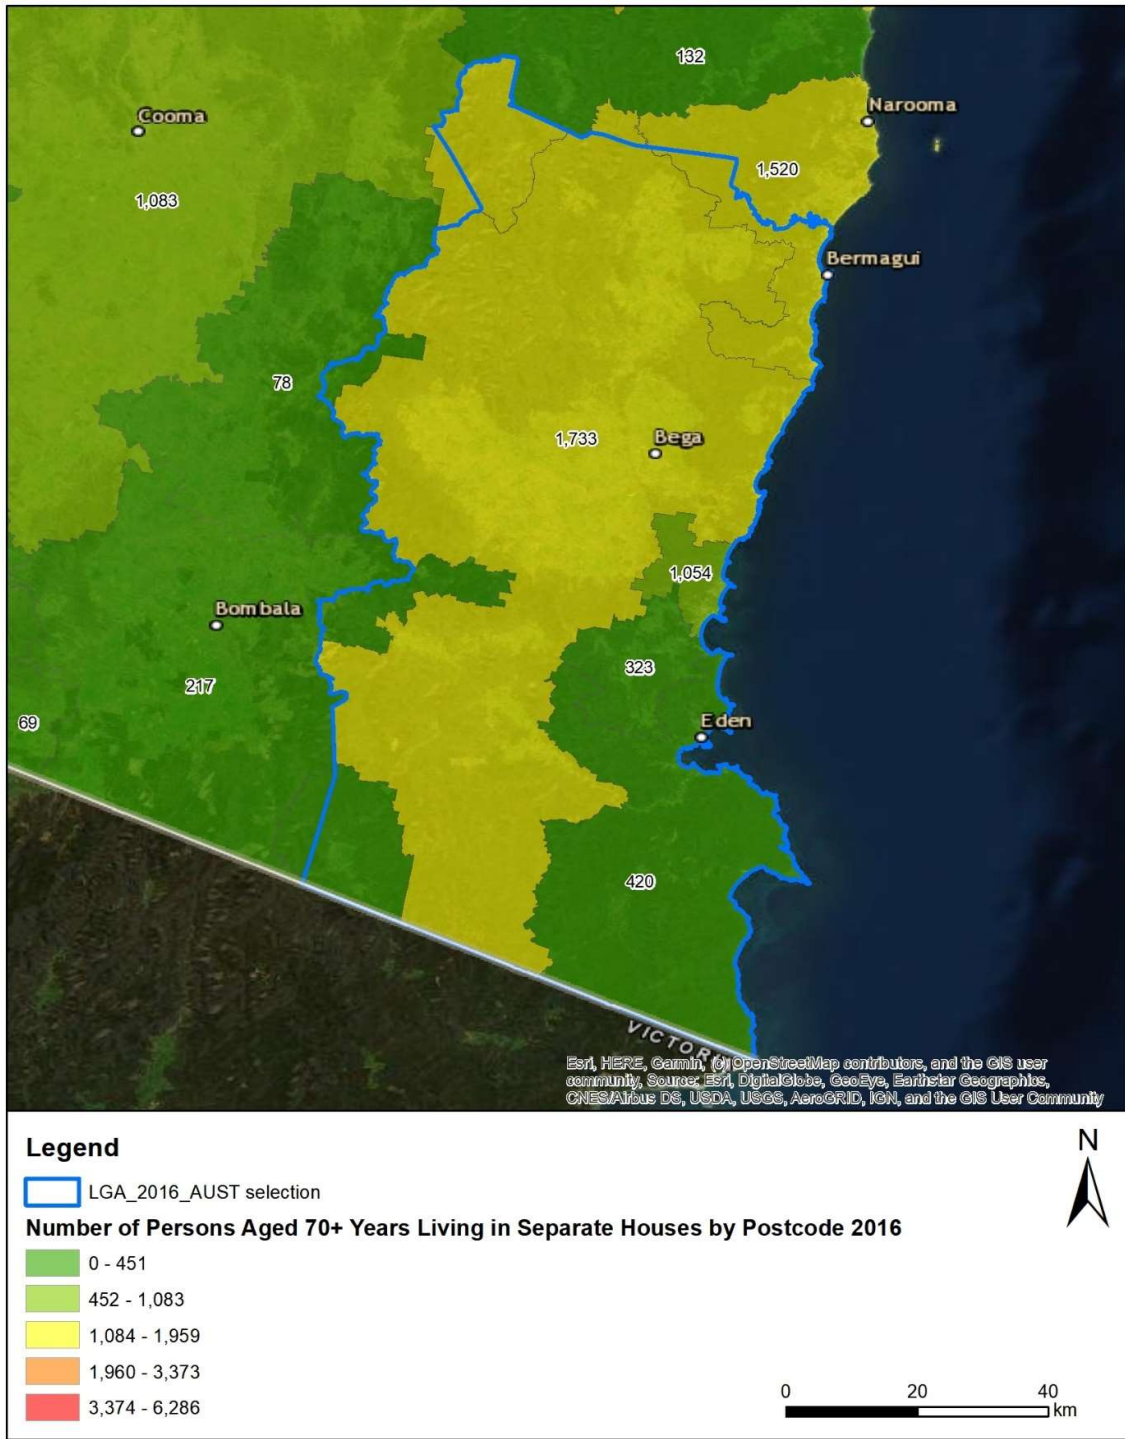 132
Cooma
Narooma
1,520
1,083
Bermagui
78
1,733
Bega
1,054
Bombala
323
217
69
Eden
420
VICTORI
Esri, HERE, Garmin, (c) OpenStreetMap contributors, and the GIS user
community, Source: Esri, DigitalGlobe, GeoEye, Earthstar Geographics,
CNES/Airbus DS, USDA, USGS, AeroGRID, IGN, and the GIS User Community
Legend
N
LGA_2016_AUST selection
Number of Persons Aged 70+ Years Living in Separate Houses by Postcode 2016
0 - 451
452 - 1,083
1,084 - 1,959
1,960 - 3,373
3,374 - 6,286
0 20 40
km